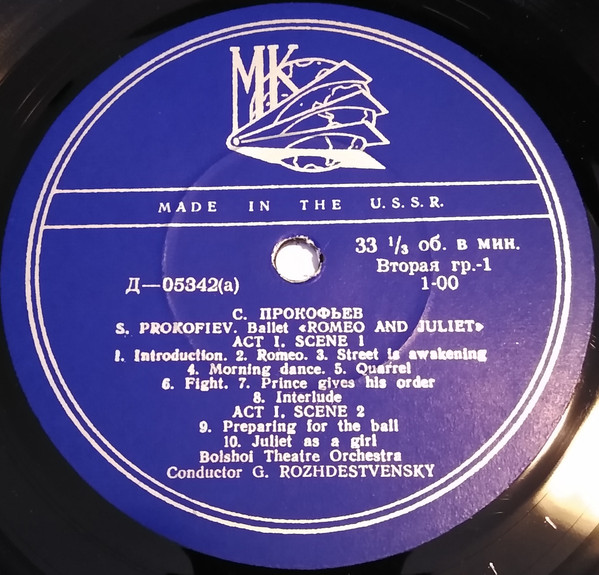 МК
MADE IN THE U.S.S.R.
33 ⅓ об. в мин.
Вторая гр.-1
Д—05342(а) 1-00
С. ПРОКОФЬЕВ
S. PROKOFIEV. Ballet «ROMEO AND JULIET»
ACT I, SCENE 1
1. Introduction. 2. Romeo. 3. Street is awakening
4. Morning dance. 5. Quarrel
6. Fight. 7. Prince gives his order
8. Interlude
ACT I, SCENE 2
9. Preparing for the ball
10. Juliet as a girl
Bolshoi Theatre Orchestra
Conductor G. ROZHDESTVENSKY